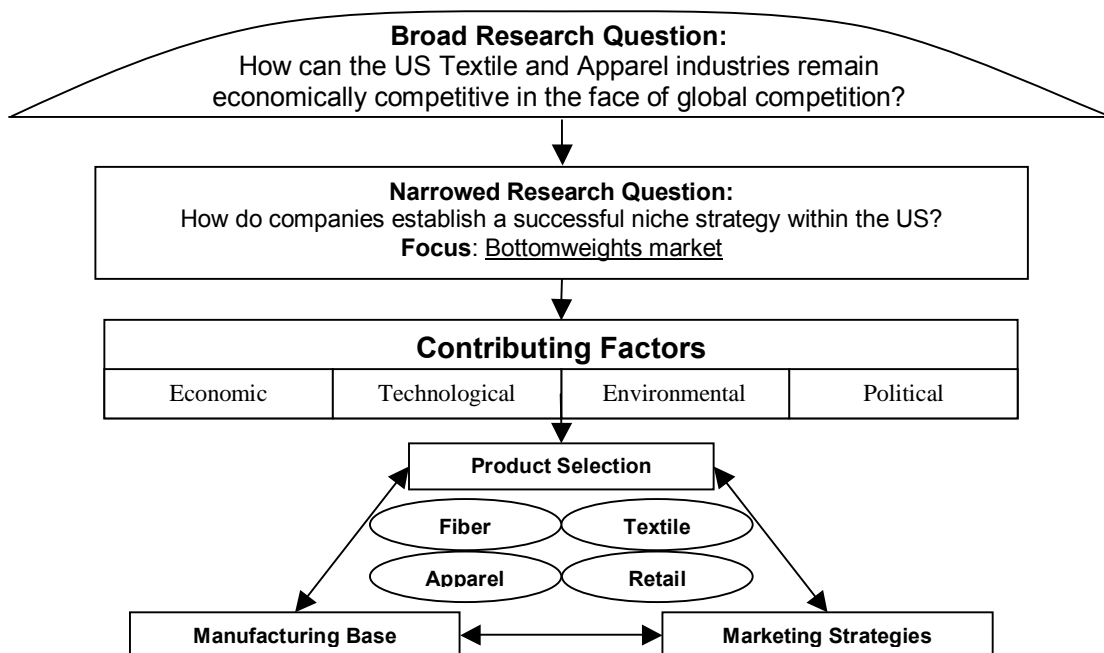 Broad Research Question:
How can the US Textile and Apparel industries remain
economically competitive in the face of global competition?
Narrowed Research Question:
How do companies establish a successful niche strategy within the US?
Focus: Bottomweights market
Contributing Factors
Economic Technological Environmental Political
Product Selection
Fiber Textile
Apparel Retail
Manufacturing Base Marketing Strategies